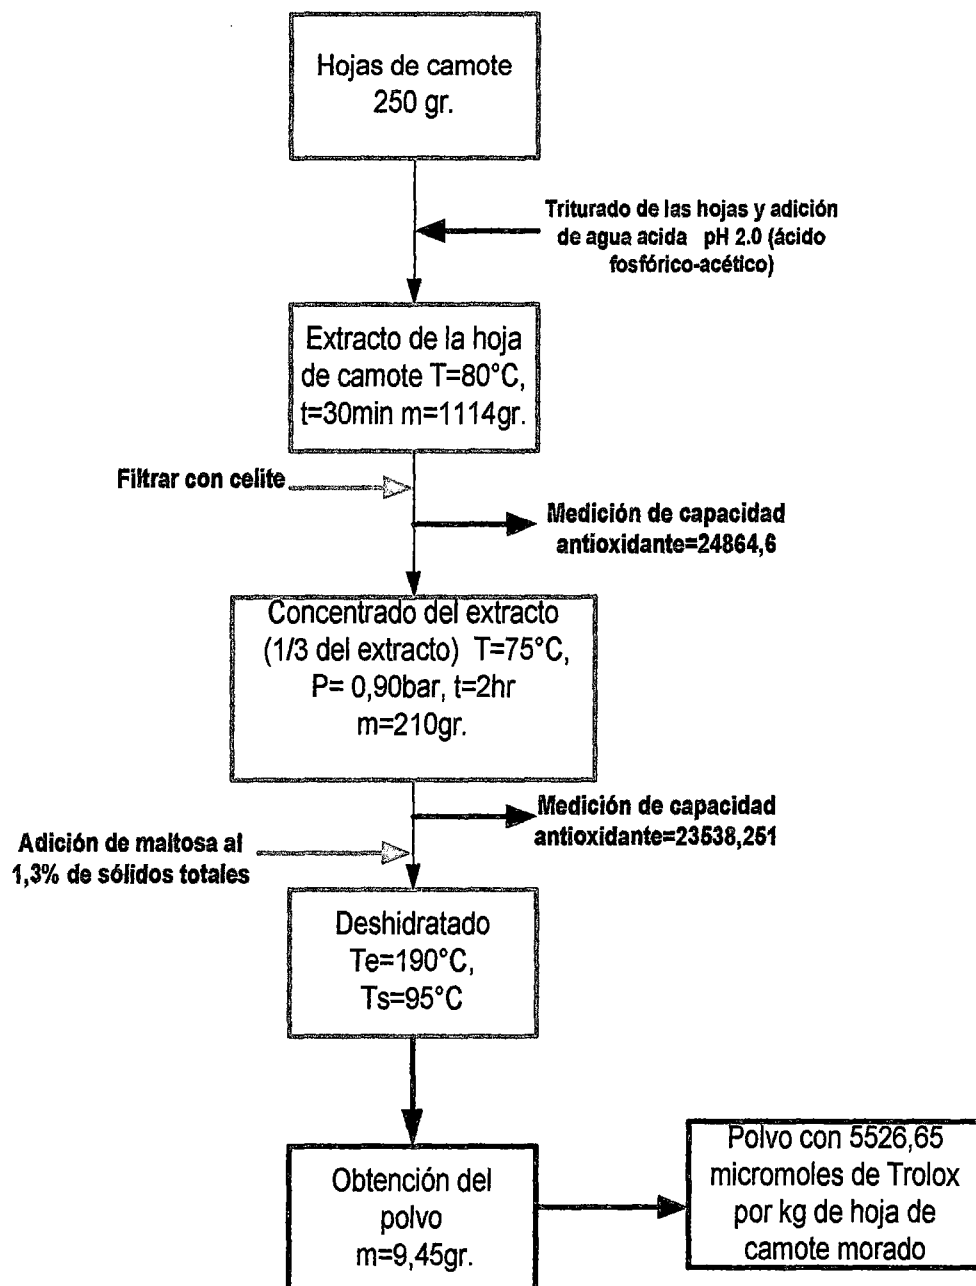 Hojas de camote
250 gr.
Triturado de las hojas y adición
de agua acida pH 2.0 (ácido
fosfórico-acético)
Extracto de la hoja
de camote T=80°C,
t=30min m=1114gr.
Filtrar con celite
Medición de capacidad
antioxidante=24864,6
Concentrado del extracto
(1/3 del extracto) T=75°C,
P= 0,90bar, t=2hr
m=210gr.
Medición de capacidad
antioxidante=23538,251
Adición de maltosa al
1,3% de sólidos totales
Deshidratado
Te=190°C,
Ts=95°C
Obtención del
polvo
m=9,45gr.
Polvo con 5526,65
micromoles de Trolox
por kg de hoja de
camote morado